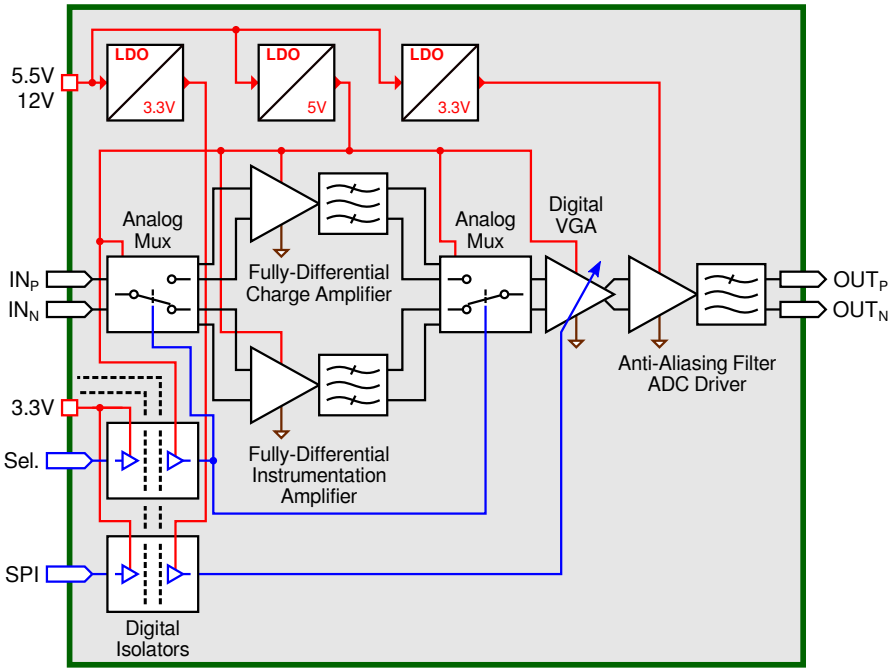 5.5V
12V
LDO
3.3V
LDO
5V
LDO
3.3V
Analog
Mux
Fully-Differential
Charge Amplifier
Analog
Mux
Digital
VGA
INP
INN
OUTP
OUTN
Anti-Aliasing Filter
ADC Driver
3.3V
Sel.
Fully-Differential
Instrumentation
Amplifier
SPI
Digital
Isolators